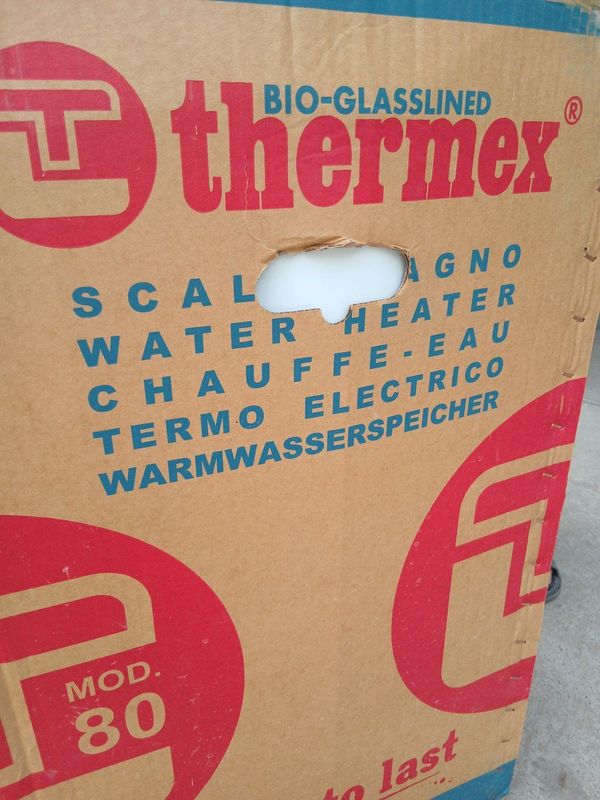 BIO-GLASSLINED
thermex®
SCAL AGNO
WATER HEATER
CHAUFFE-EAU
TERMO ELECTRICO
WARMWASSERSPEICHER
MOD.
80
to last